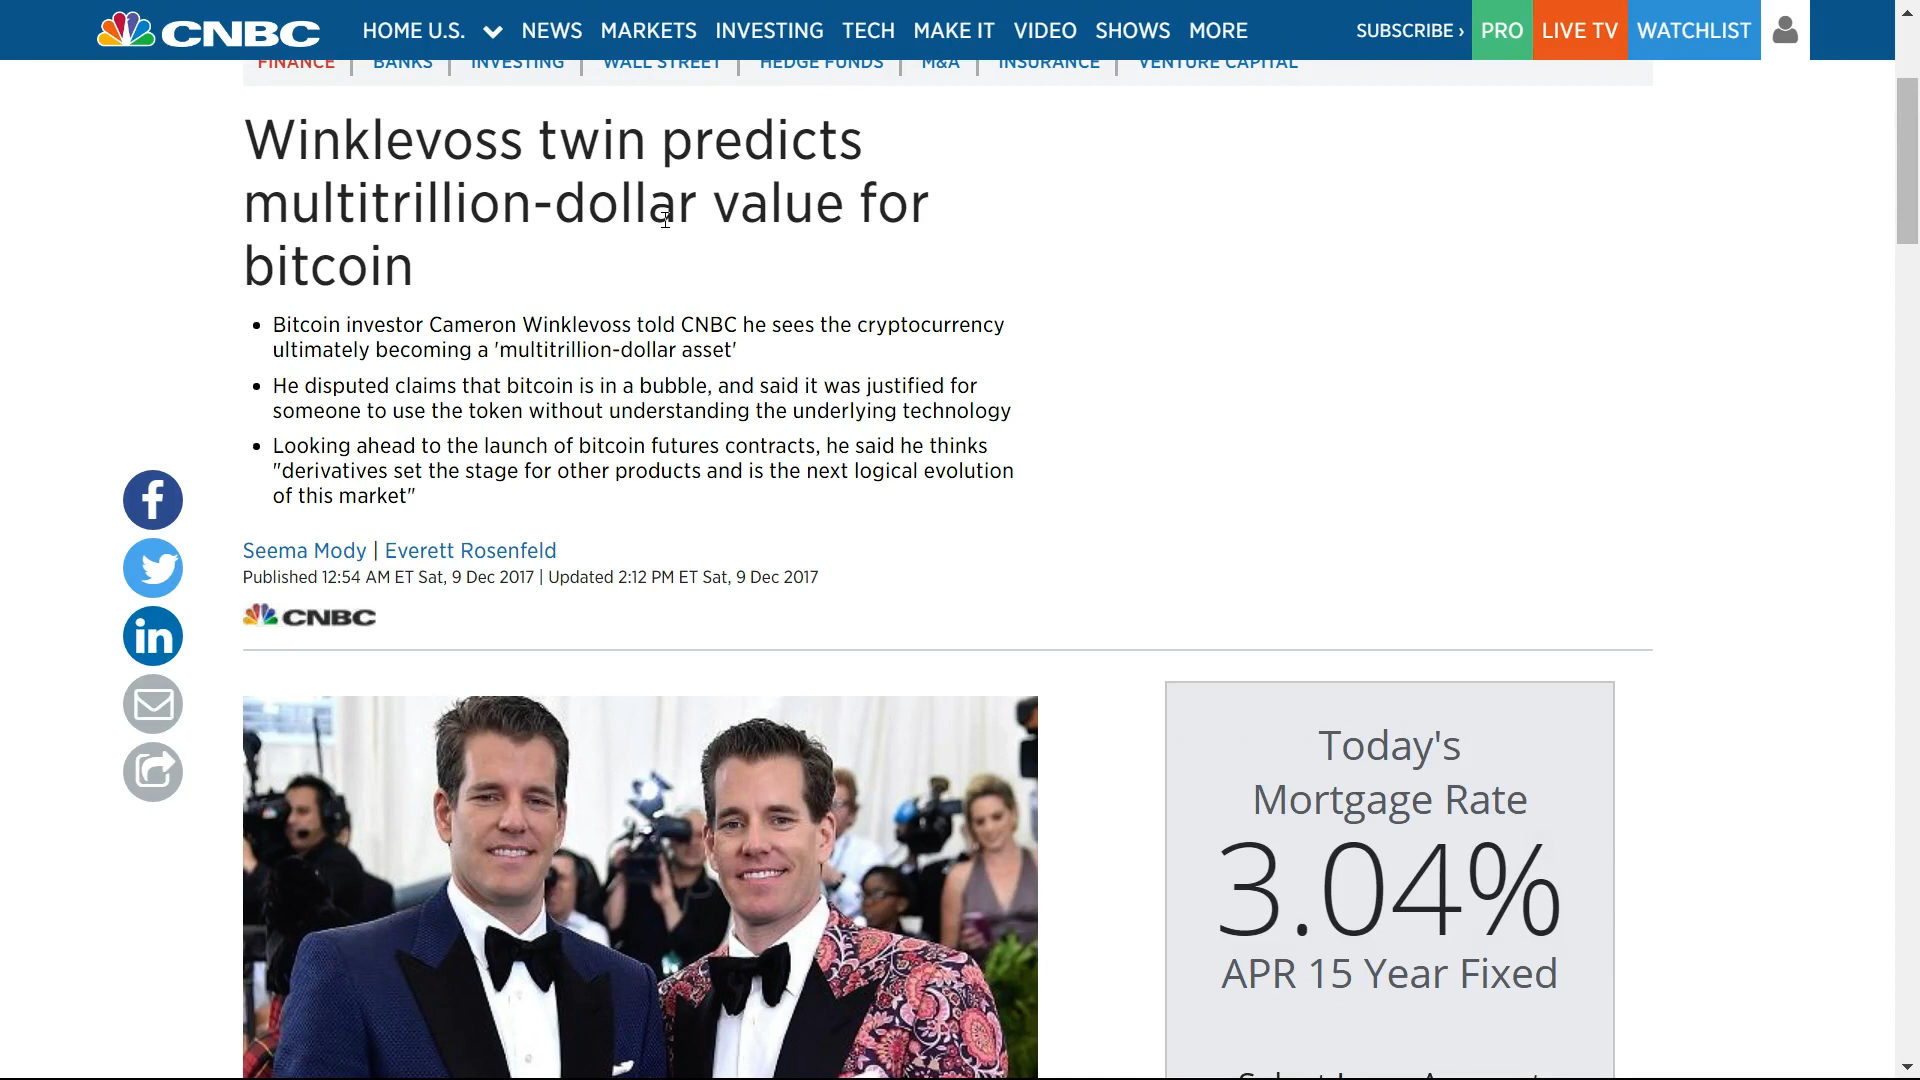 CNBC HOME U.S. NEWS MARKETS INVESTING TECH MAKE IT VIDEO SHOWS MORE SUBSCRIBE › PRO LIVE TV WATCHLIST
FINANCE | BANKS | INVESTING | WALL STREET | HEDGE FUNDS | M&A | INSURANCE | VENTURE CAPITAL
Winklevoss twin predicts
multitrillion-dollar value for
bitcoin
• Bitcoin investor Cameron Winklevoss told CNBC he sees the cryptocurrency
ultimately becoming a 'multitrillion-dollar asset'
• He disputed claims that bitcoin is in a bubble, and said it was justified for
someone to use the token without understanding the underlying technology
• Looking ahead to the launch of bitcoin futures contracts, he said he thinks
"derivatives set the stage for other products and is the next logical evolution
of this market"
Seema Mody | Everett Rosenfeld
Published 12:54 AM ET Sat, 9 Dec 2017 | Updated 2:12 PM ET Sat, 9 Dec 2017
CNBC
f
in
Today's
Mortgage Rate
3.04%
APR 15 Year Fixed